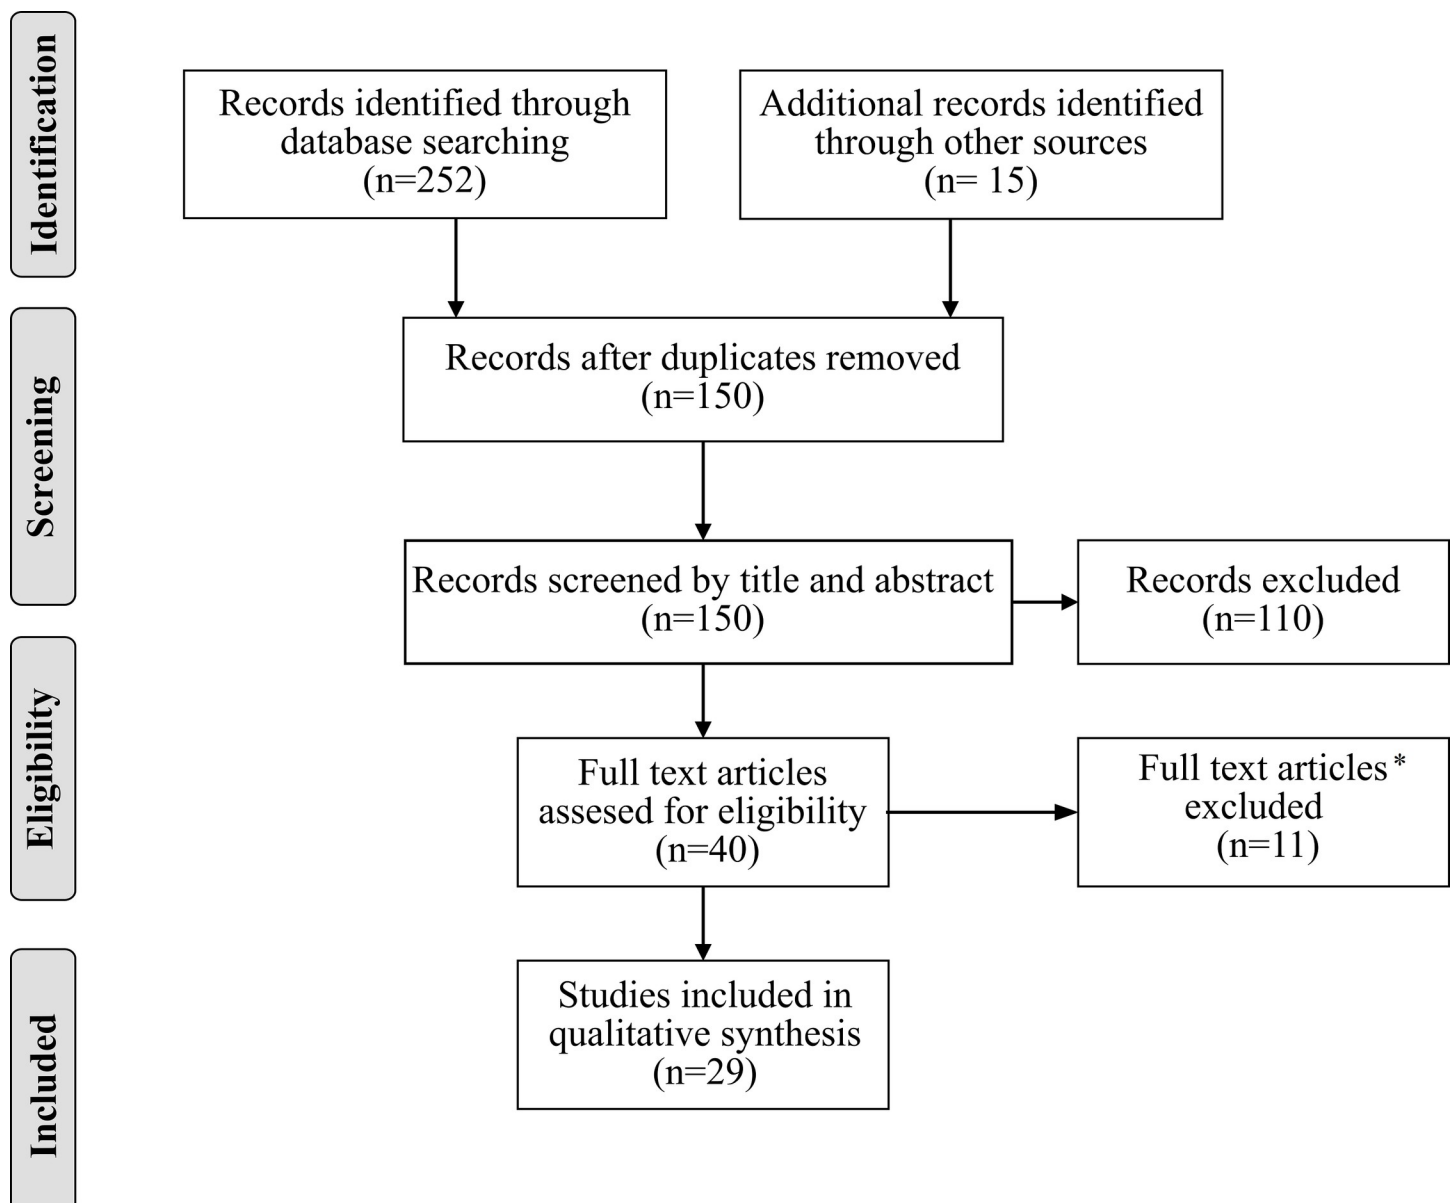 Identification
Records identified through
database searching
(n=252)
Additional records identified
through other sources
(n= 15)
Screening
Records after duplicates removed
(n=150)
Records screened by title and abstract
(n=150)
Records excluded
(n=110)
Eligibility
Full text articles
assesed for eligibility
(n=40)
Full text articles*
excluded
(n=11)
Included
Studies included in
qualitative synthesis
(n=29)